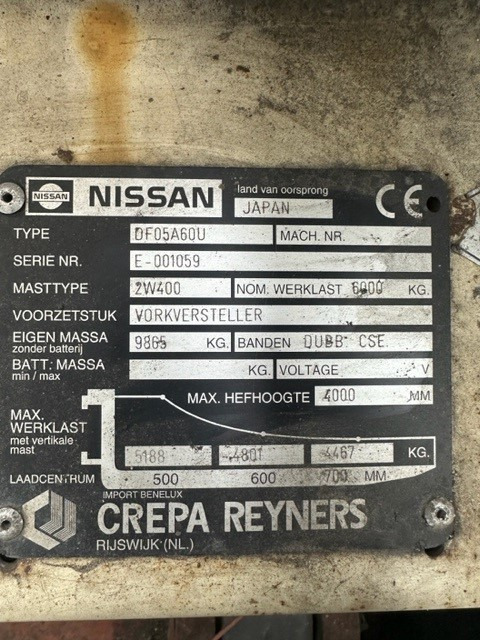 NISSAN NISSAN land van oorsprong CE
JAPAN
TYPE DF05A60U MACH. NR.
SERIE NR. E-001059
MASTTYPE 2W400 NOM. WERKLAST 6000 KG.
VOORZETSTUK VORKVERSTELLER
EIGEN MASSA 9865 KG. BANDEN DUBB CSE.
zonder batterij
BATT. MASSA KG. VOLTAGE V
min / max
MAX. HEFHOOGTE 4000 MM
MAX.
WERKLAST
met vertikale
mast 5188 4801 4467 KG.
LAADCENTRUM 500 600 700 MM
IMPORT BENELUX
CREPA REYNERS
RIJSWIJK (NL.)